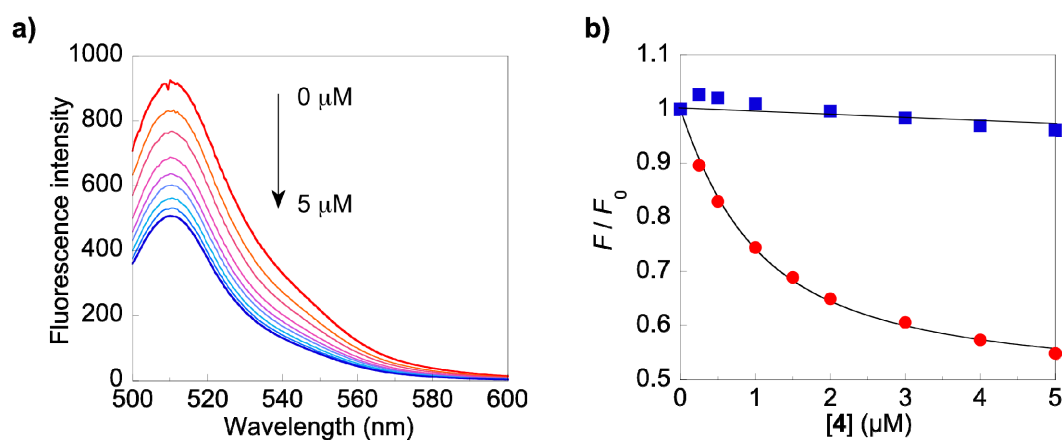 a)
1000
800
600
400
200
0
Fluorescence intensity
0 μM
5 μM
500 520 540 560 580 600
Wavelength (nm)
b)
1.1
1
0.9
0.8
0.7
0.6
0.5
F / F0
0 1 2 3 4 5
[4] (μM)